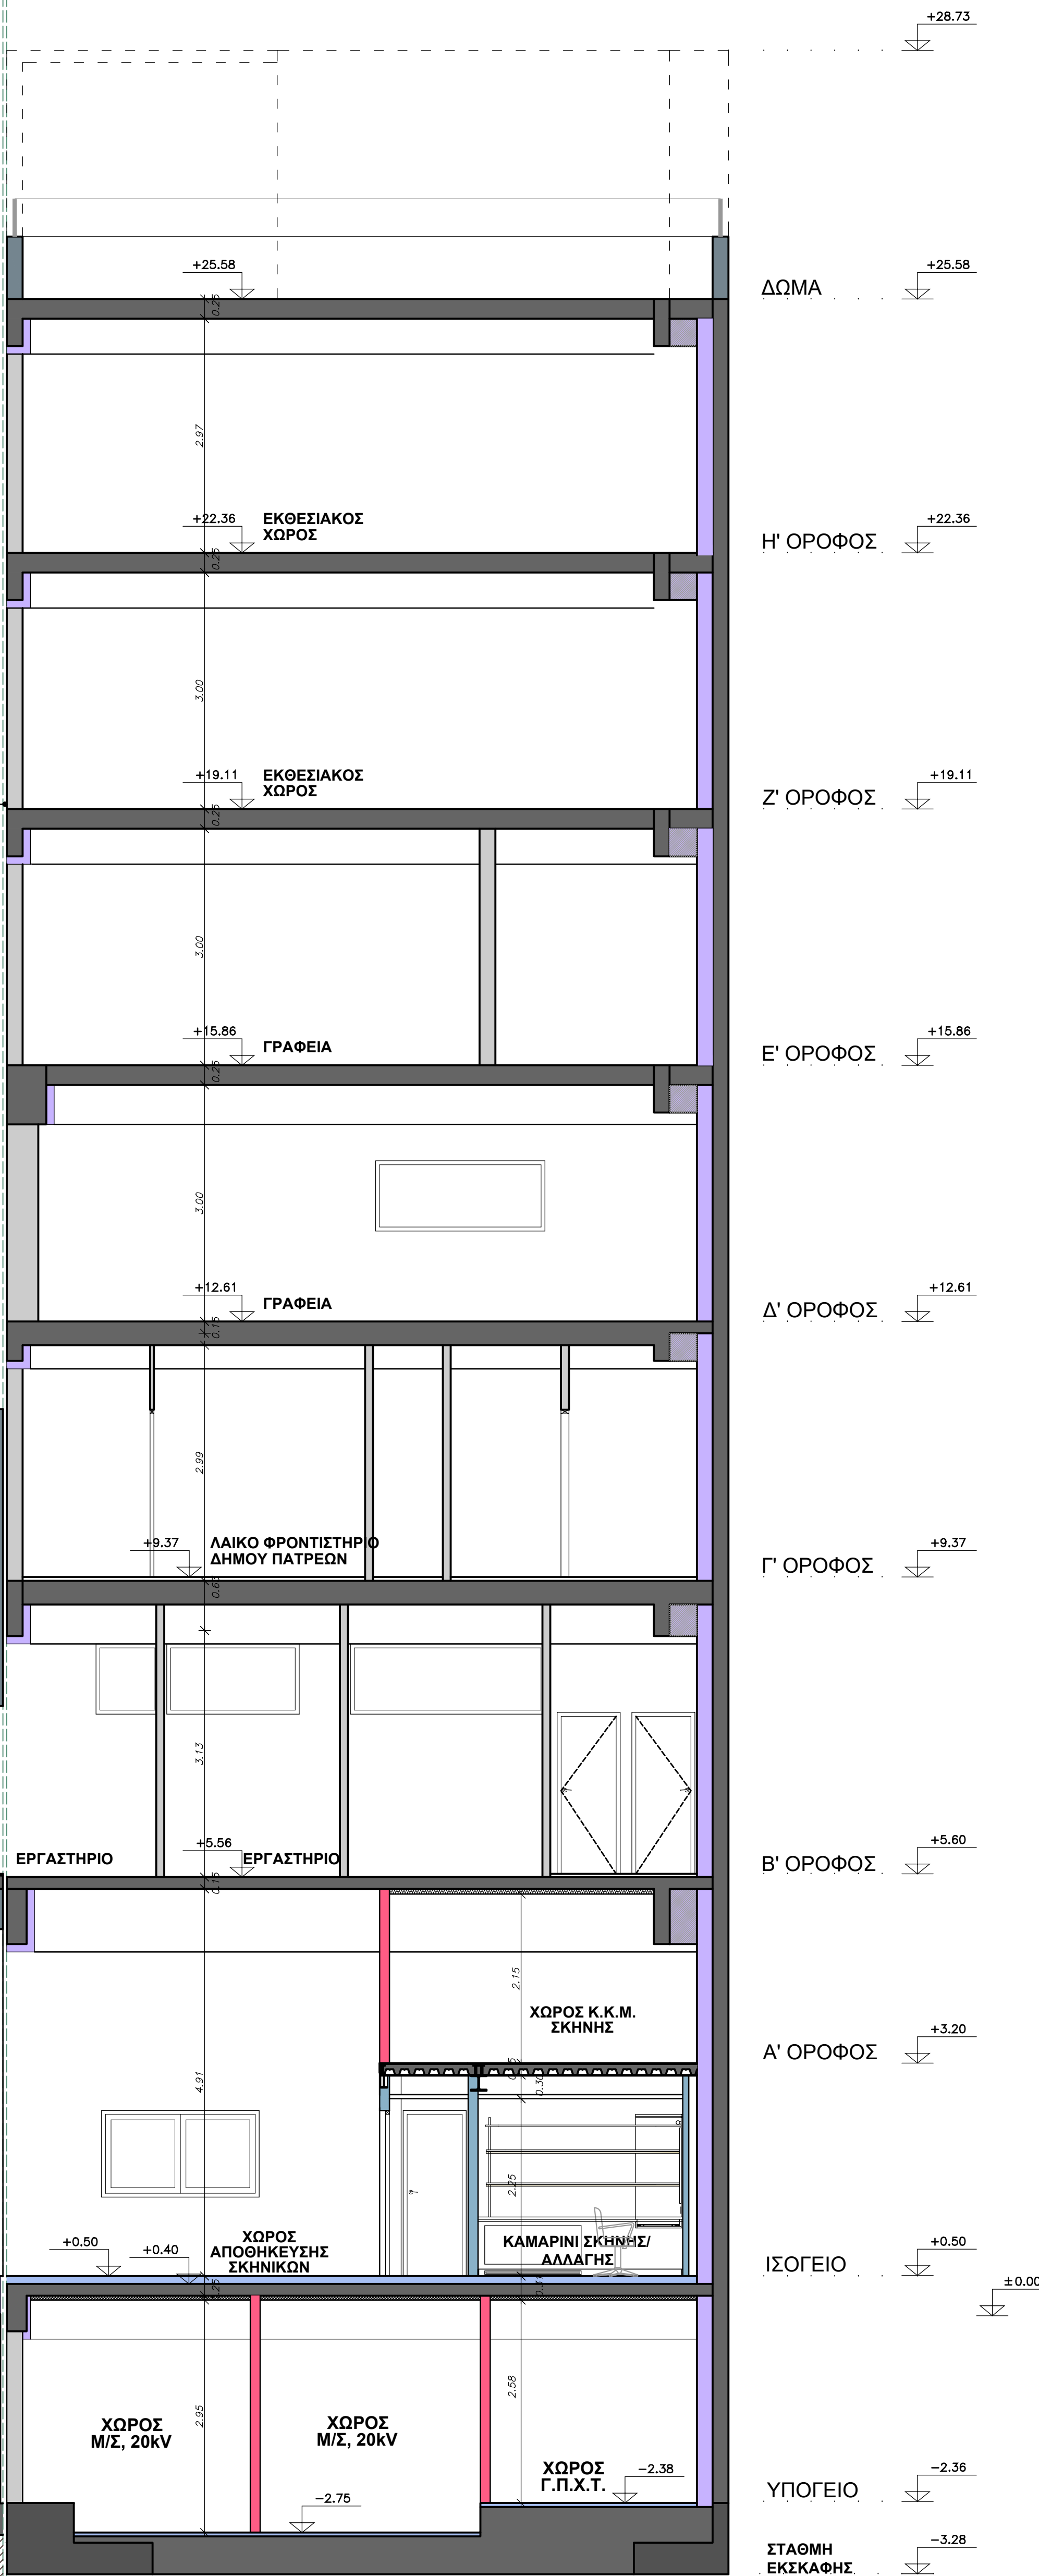 +28.73
+25.58
ΔΩΜΑ
+25.58
0.25
2.97
+22.36
ΕΚΘΕΣΙΑΚΟΣ
ΧΩΡΟΣ
Η' ΟΡΟΦΟΣ
+22.36
0.25
3.00
+19.11
ΕΚΘΕΣΙΑΚΟΣ
ΧΩΡΟΣ
Ζ' ΟΡΟΦΟΣ
+19.11
0.25
3.00
+15.86
ΓΡΑΦΕΙΑ
Ε' ΟΡΟΦΟΣ
+15.86
0.25
3.00
+12.61
ΓΡΑΦΕΙΑ
Δ' ΟΡΟΦΟΣ
+12.61
0.15
2.99
+9.37
ΛΑΙΚΟ ΦΡΟΝΤΙΣΤΗΡΙΟ
ΔΗΜΟΥ ΠΑΤΡΕΩΝ
Γ' ΟΡΟΦΟΣ
+9.37
3.13
ΕΡΓΑΣΤΗΡΙΟ
+5.56
ΕΡΓΑΣΤΗΡΙΟ
Β' ΟΡΟΦΟΣ
+5.60
0.15
2.15
ΧΩΡΟΣ Κ.Κ.Μ.
ΣΚΗΝΗΣ
Α' ΟΡΟΦΟΣ
+3.20
4.91
0.30
2.25
+0.50
+0.40
ΧΩΡΟΣ
ΑΠΟΘΗΚΕΥΣΗΣ
ΣΚΗΝΙΚΩΝ
ΚΑΜΑΡΙΝΙ ΣΚΗΝΗΣ/
ΑΛΛΑΓΗΣ
ΙΣΟΓΕΙΟ
+0.50
±0.00
2.95
2.58
ΧΩΡΟΣ
Μ/Σ, 20kV
ΧΩΡΟΣ
Μ/Σ, 20kV
ΧΩΡΟΣ
Γ.Π.Χ.Τ.
−2.38
−2.75
ΥΠΟΓΕΙΟ
−2.36
ΣΤΑΘΜΗ
ΕΚΣΚΑΦΗΣ
−3.28